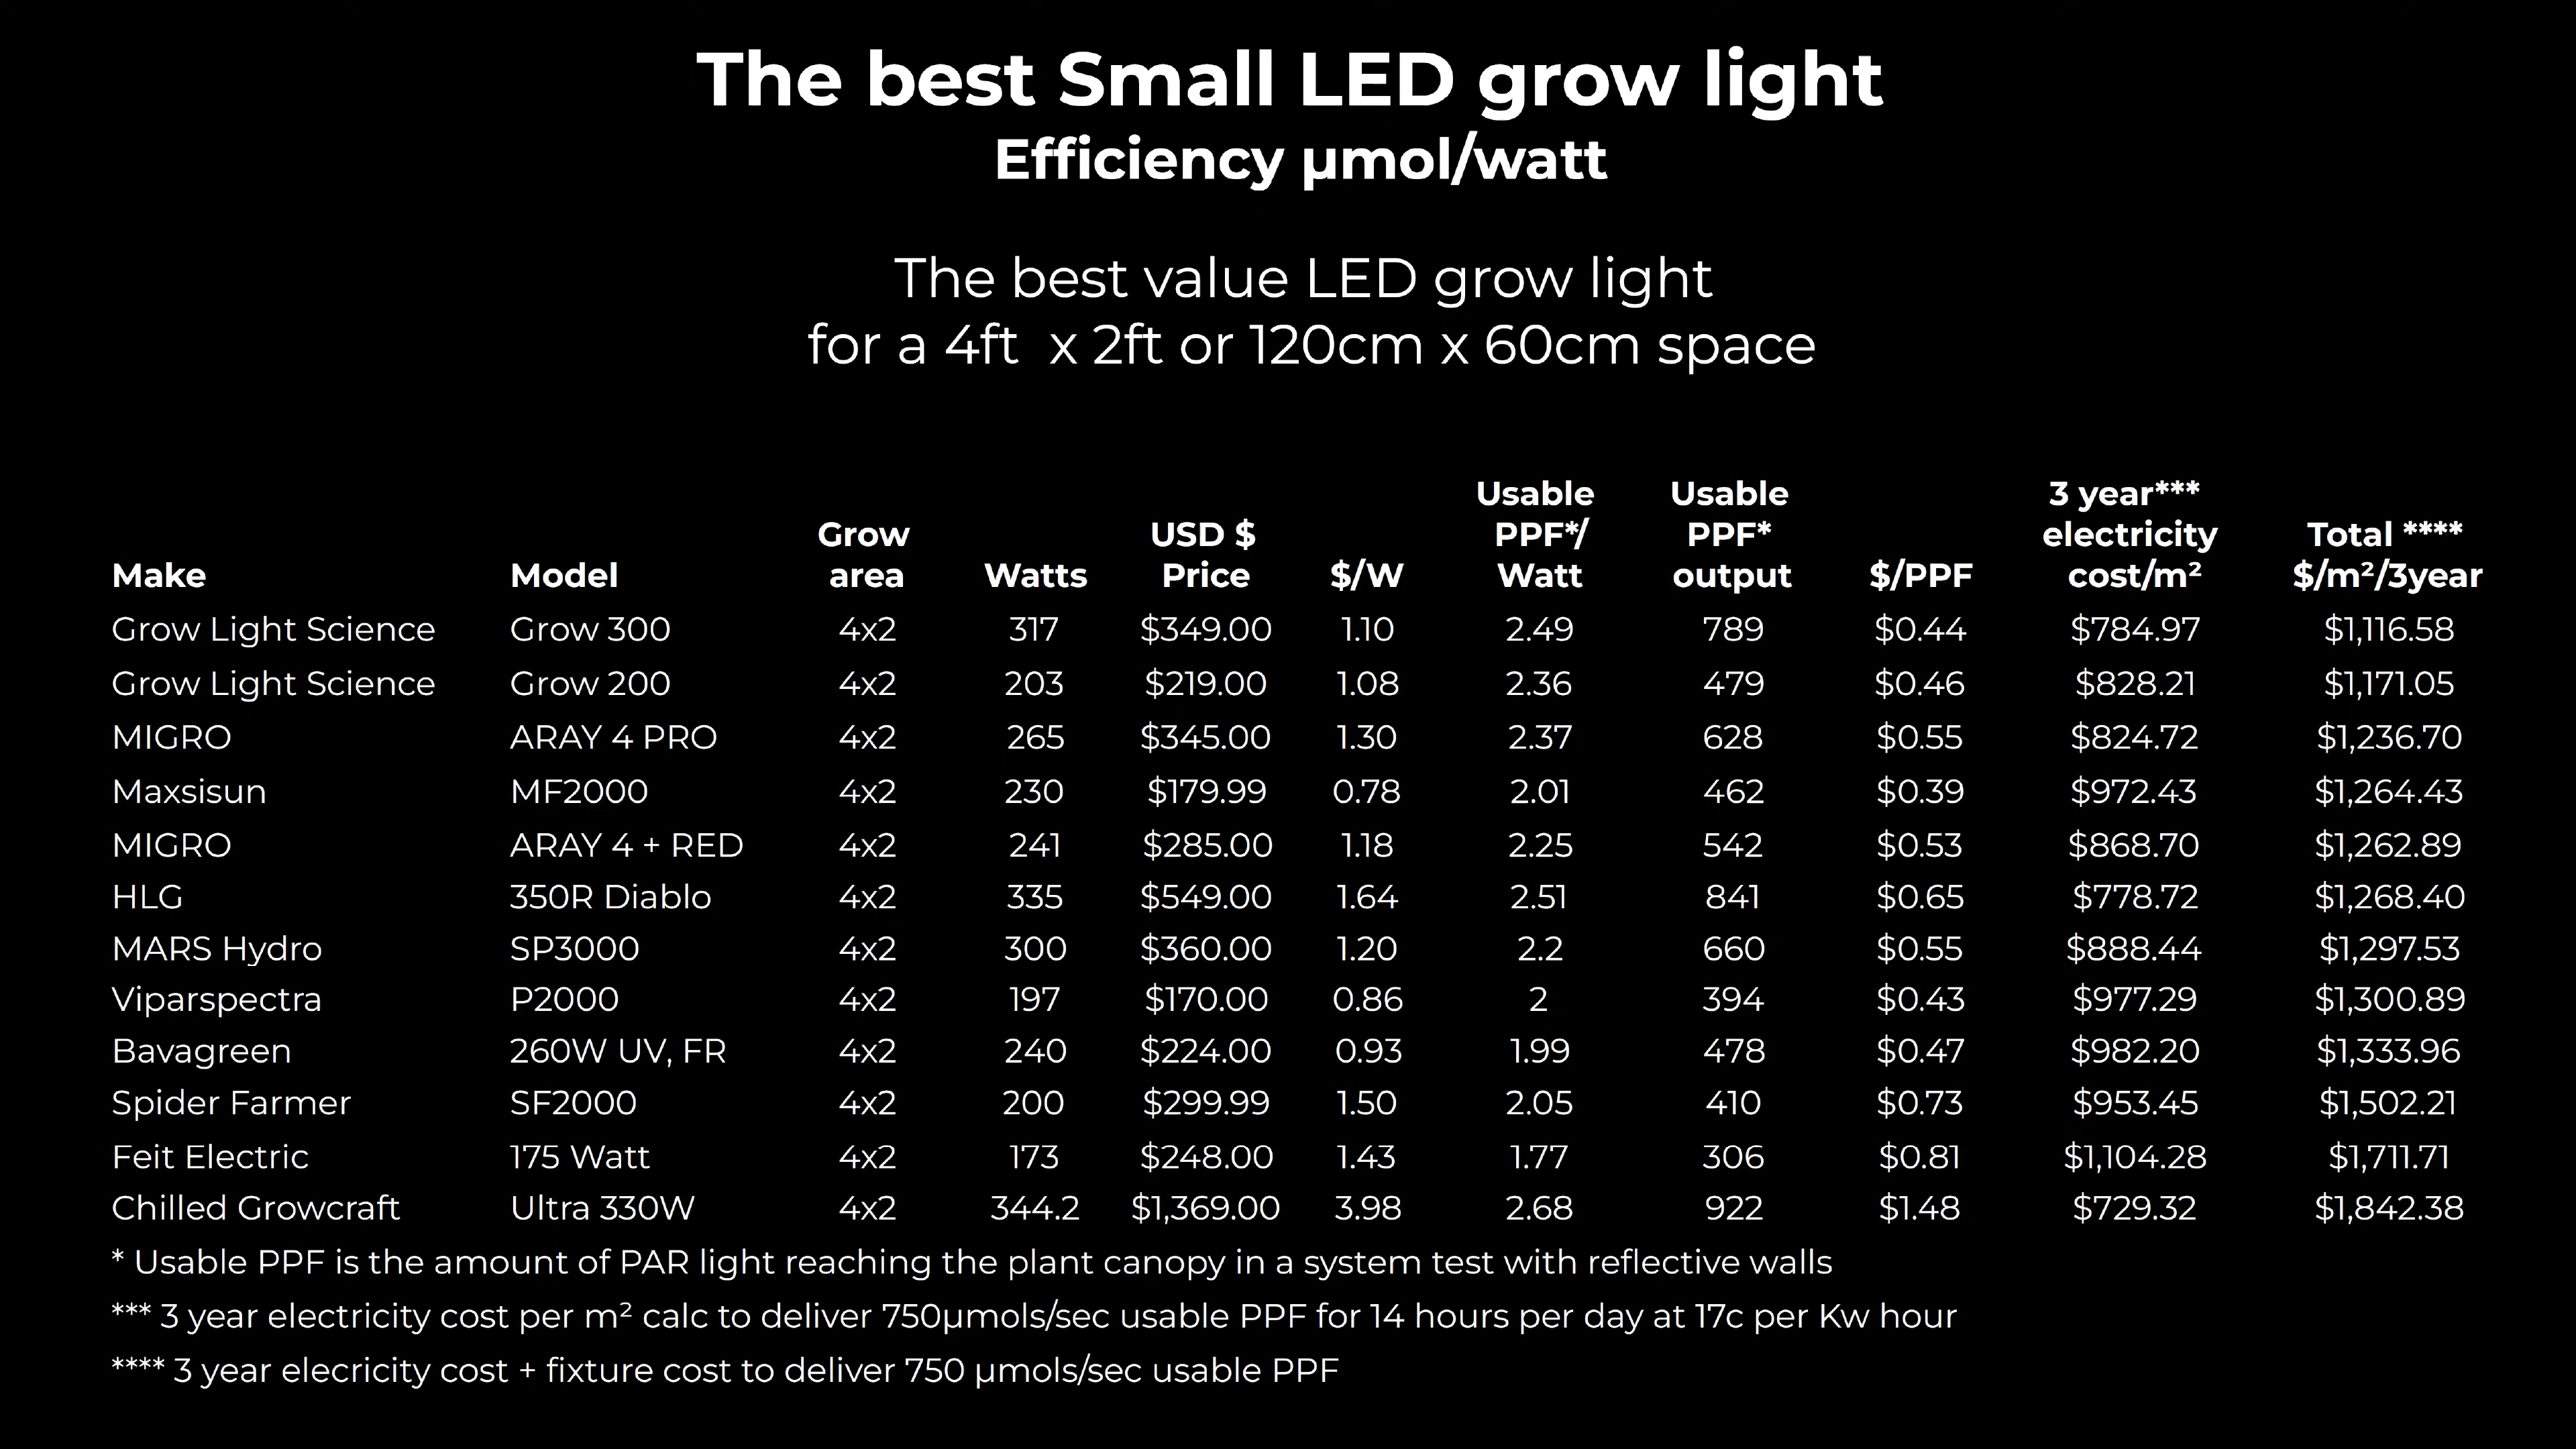 The best Small LED grow light
Efficiency µmol/watt
The best value LED grow light
for a 4ft x 2ft or 120cm x 60cm space
Make Model Grow area Watts USD $ Price $/W Usable PPF*/ Watt Usable PPF* output $/PPF 3 year*** electricity cost/m² Total **** $/m²/3year
Grow Light Science Grow 300 4x2 317 $349.00 1.10 2.49 789 $0.44 $784.97 $1,116.58
Grow Light Science Grow 200 4x2 203 $219.00 1.08 2.36 479 $0.46 $828.21 $1,171.05
MIGRO ARAY 4 PRO 4x2 265 $345.00 1.30 2.37 628 $0.55 $824.72 $1,236.70
Maxsisun MF2000 4x2 230 $179.99 0.78 2.01 462 $0.39 $972.43 $1,264.43
MIGRO ARAY 4 + RED 4x2 241 $285.00 1.18 2.25 542 $0.53 $868.70 $1,262.89
HLG 350R Diablo 4x2 335 $549.00 1.64 2.51 841 $0.65 $778.72 $1,268.40
MARS Hydro SP3000 4x2 300 $360.00 1.20 2.2 660 $0.55 $888.44 $1,297.53
Viparspectra P2000 4x2 197 $170.00 0.86 2 394 $0.43 $977.29 $1,300.89
Bavagreen 260W UV, FR 4x2 240 $224.00 0.93 1.99 478 $0.47 $982.20 $1,333.96
Spider Farmer SF2000 4x2 200 $299.99 1.50 2.05 410 $0.73 $953.45 $1,502.21
Feit Electric 175 Watt 4x2 173 $248.00 1.43 1.77 306 $0.81 $1,104.28 $1,711.71
Chilled Growcraft Ultra 330W 4x2 344.2 $1,369.00 3.98 2.68 922 $1.48 $729.32 $1,842.38
* Usable PPF is the amount of PAR light reaching the plant canopy in a system test with reflective walls
*** 3 year electricity cost per m² calc to deliver 750µmols/sec usable PPF for 14 hours per day at 17c per Kw hour
**** 3 year elecricity cost + fixture cost to deliver 750 µmols/sec usable PPF